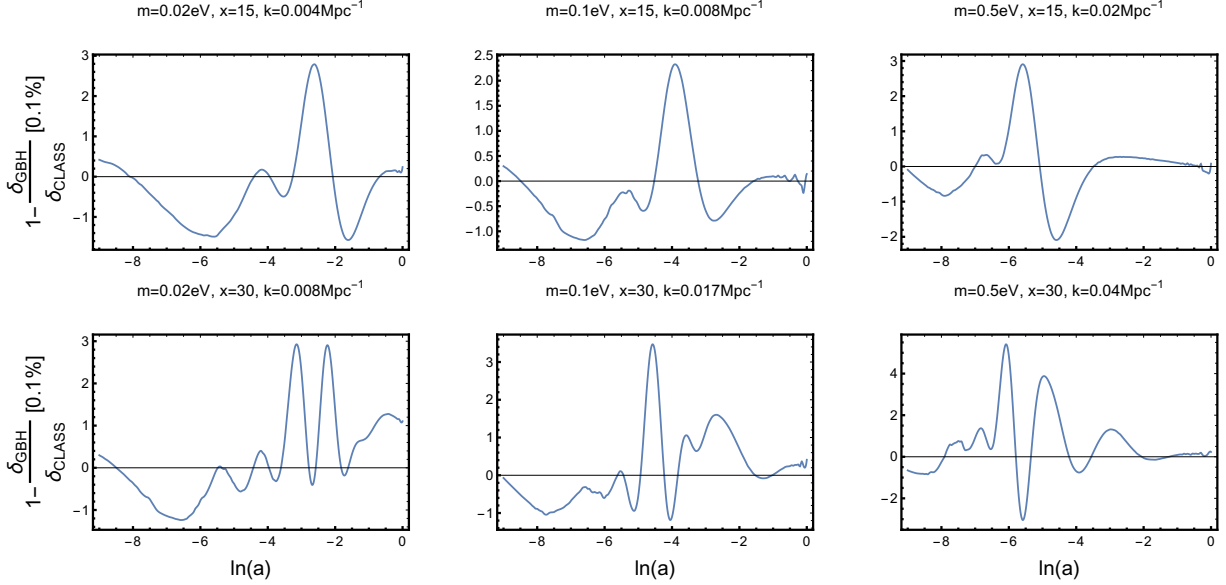 m=0.02eV, x=15, k=0.004Mpc⁻¹
m=0.1eV, x=15, k=0.008Mpc⁻¹
m=0.5eV, x=15, k=0.02Mpc⁻¹
1-δGBH/δCLASS [0.1%]
3
2
1
0
-1
-8 -6 -4 -2 0
2.5
2.0
1.5
1.0
0.5
0.0
-0.5
-1.0
-8 -6 -4 -2 0
3
2
1
0
-1
-2
-8 -6 -4 -2 0
m=0.02eV, x=30, k=0.008Mpc⁻¹
m=0.1eV, x=30, k=0.017Mpc⁻¹
m=0.5eV, x=30, k=0.04Mpc⁻¹
1-δGBH/δCLASS [0.1%]
3
2
1
0
-1
-8 -6 -4 -2 0
3
2
1
0
-1
-8 -6 -4 -2 0
4
2
0
-2
-8 -6 -4 -2 0
ln(a)
ln(a)
ln(a)